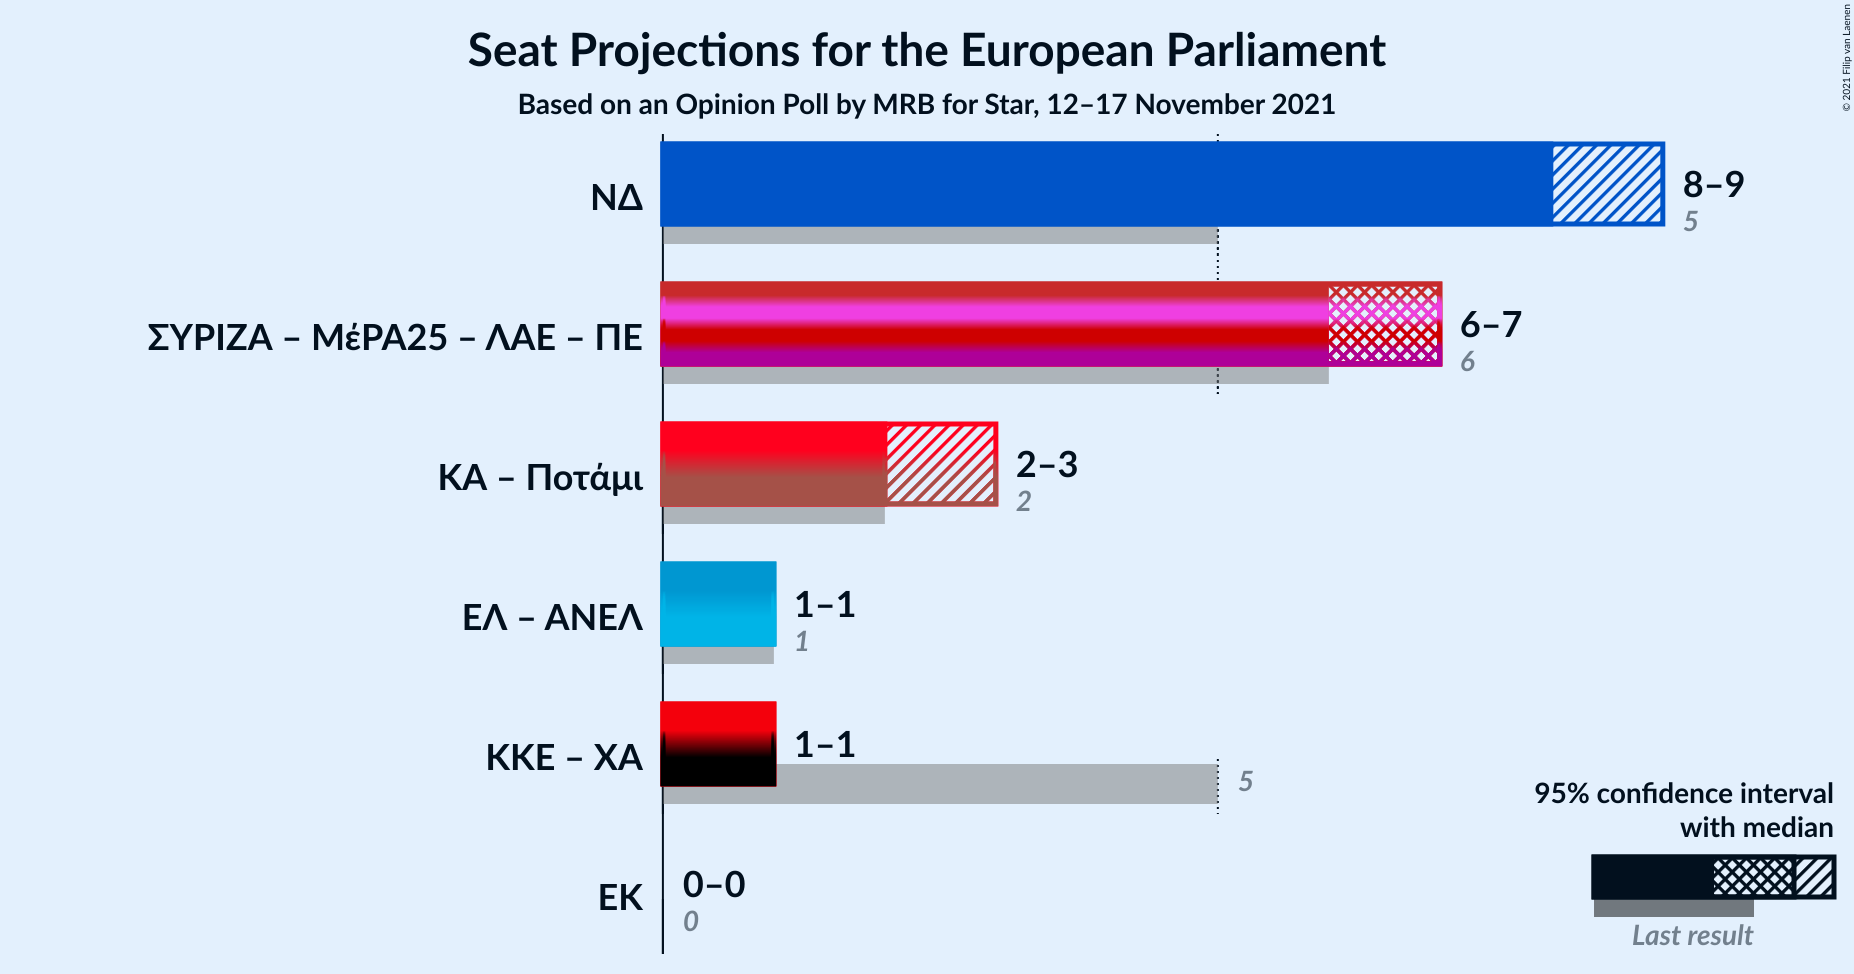 Seat Projections for the European Parliament
Based on an Opinion Poll by MRB for Star, 12–17 November 2021
© 2021 Filip van Laenen
ΝΔ
8–9
5
ΣΥΡΙΖΑ – ΜέΡΑ25 – ΛΑΕ – ΠΕ
6–7
6
ΚΑ – Ποτάμι
2–3
2
ΕΛ – ΑΝΕΛ
1–1
1
ΚΚΕ – ΧΑ
1–1
5
ΕΚ
0–0
0
95% confidence interval
with median
Last result